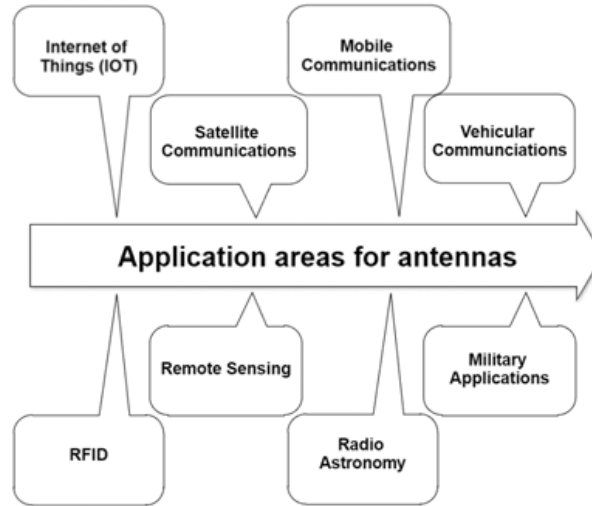 Internet of
Things (IOT)
Mobile
Communications
Satellite
Communications
Vehicular
Communciations
Application areas for antennas
Remote Sensing
Military
Applications
RFID
Radio
Astronomy